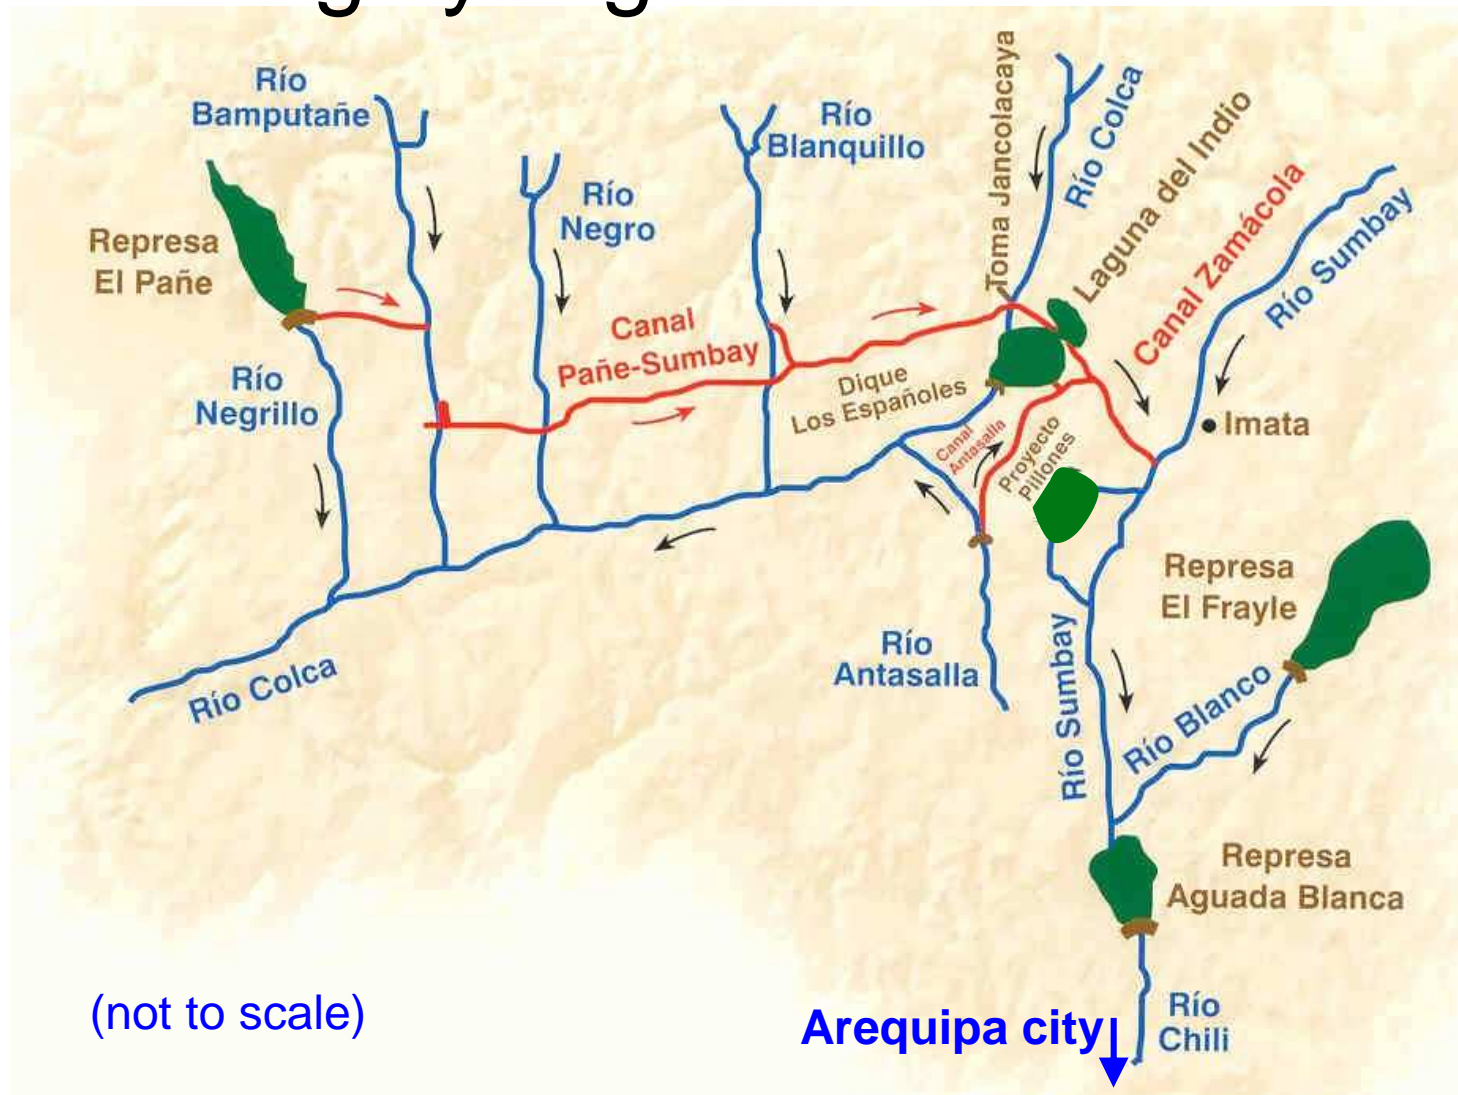 Río
Bamputañe
Río
Blanquillo
Río
Negro
Toma Jancolacaya
Río Colca
Laguna del Indio
Canal Zamácola
Río Sumbay
Represa
El Pañe
Canal
Pañe-Sumbay
Río
Negrillo
Dique
Los Españoles
Canal
Antasalla
Proyecto
Pillones
Imata
Represa
El Frayle
Río
Antasalla
Río Colca
Río Sumbay
Río Blanco
Represa
Aguada Blanca
(not to scale)
Arequipa city
Río
Chili